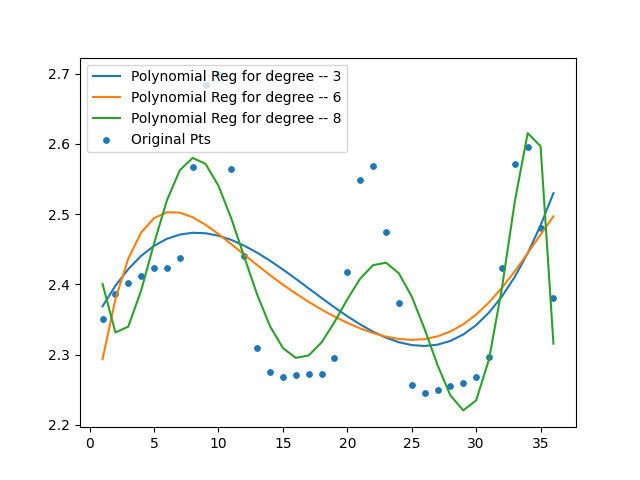 Polynomial Reg for degree -- 3
Polynomial Reg for degree -- 6
Polynomial Reg for degree -- 8
Original Pts
2.7
2.6
2.5
2.4
2.3
2.2
0 5 10 15 20 25 30 35